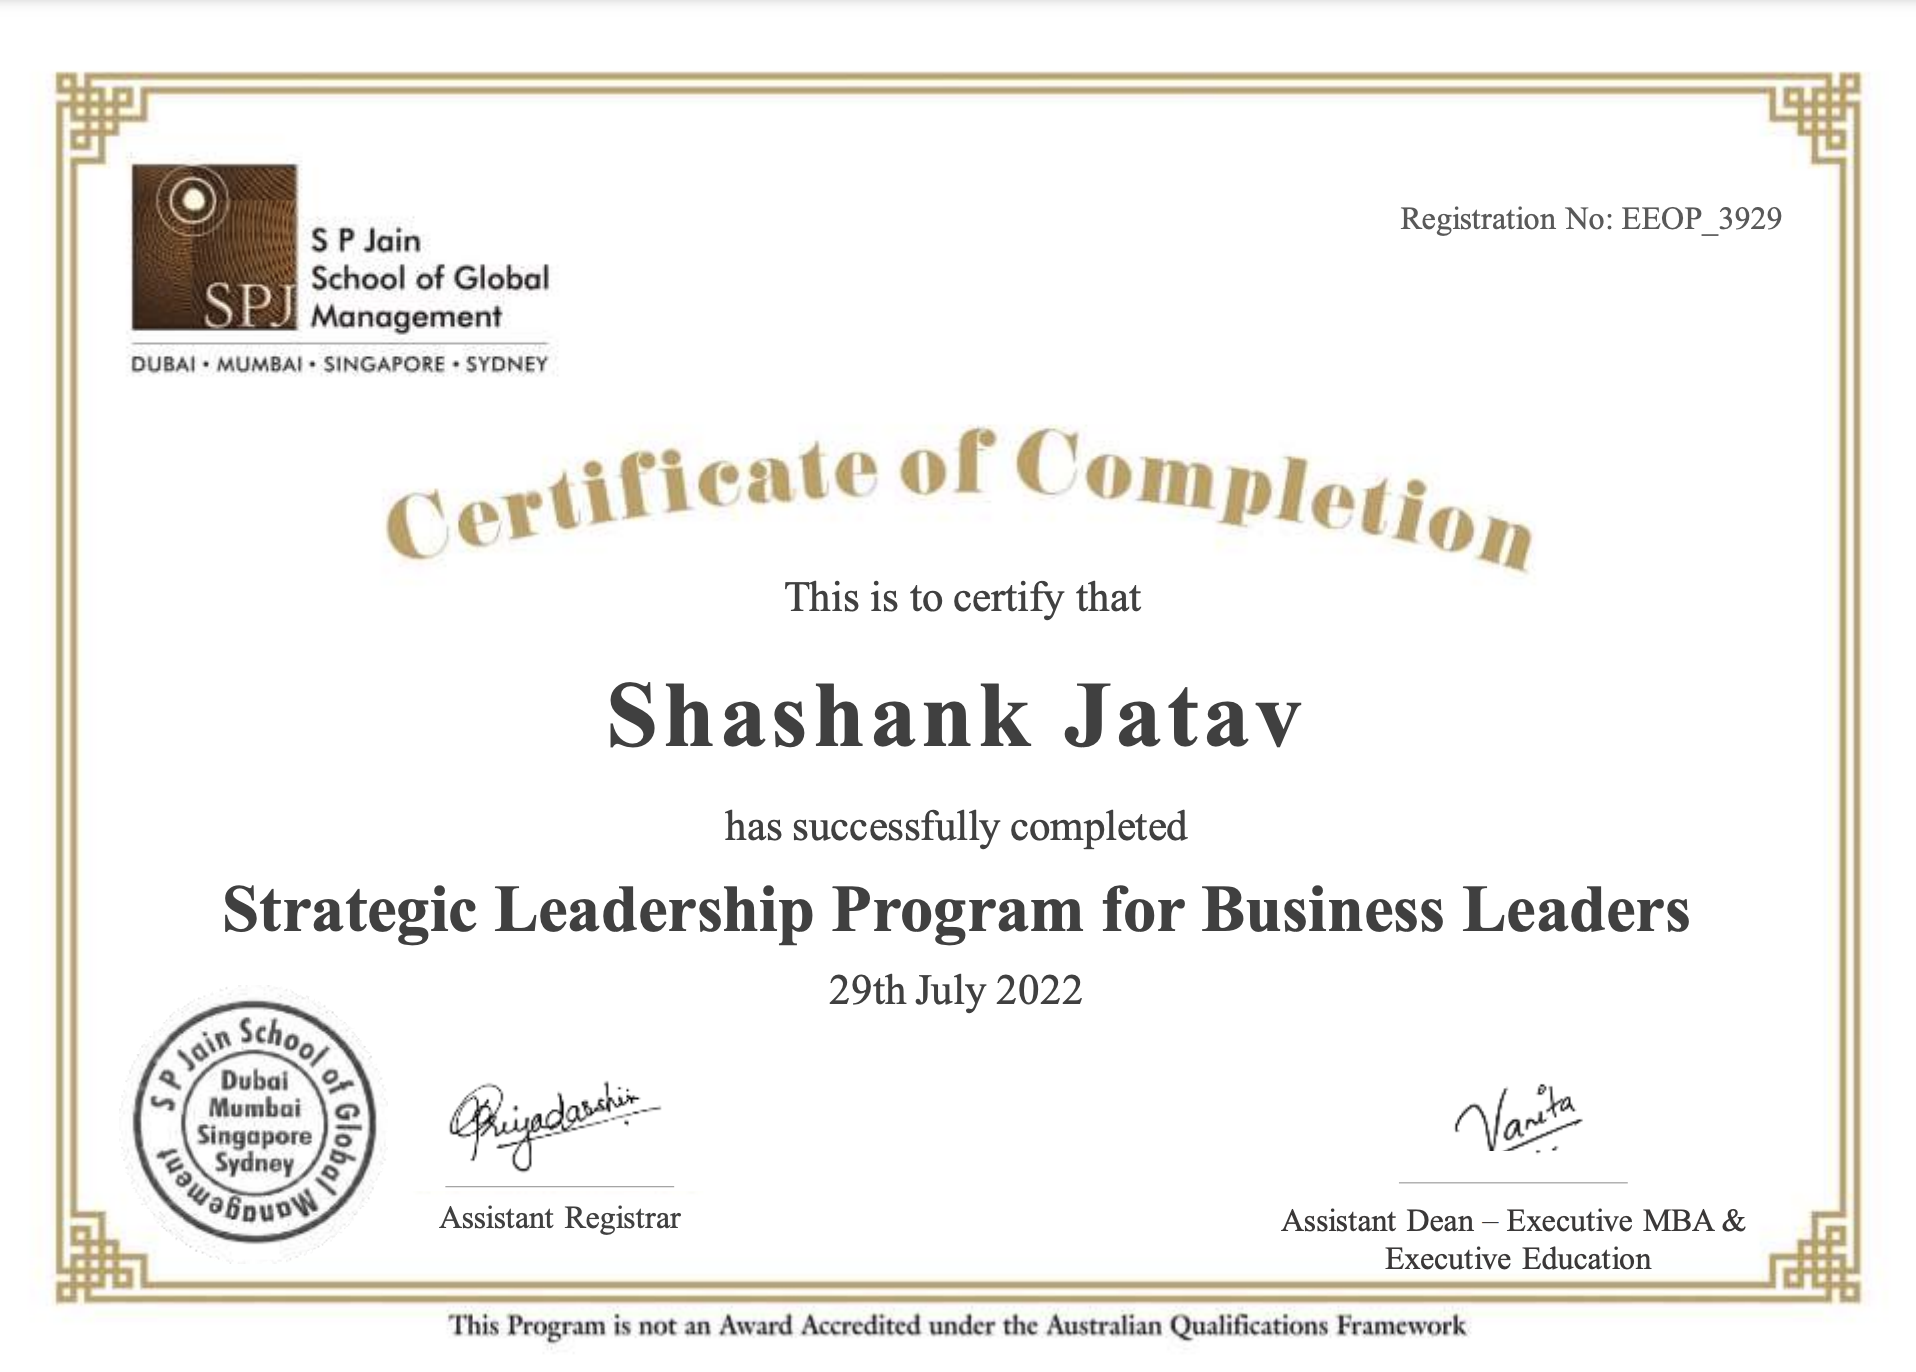 SPJ
S P Jain
School of Global
Management
DUBAI • MUMBAI • SINGAPORE • SYDNEY
Registration No: EEOP_3929
Certificate of Completion
This is to certify that
Shashank Jatav
has successfully completed
Strategic Leadership Program for Business Leaders
29th July 2022
S P Jain School of Global Management
Dubai
Mumbai
Singapore
Sydney
Priyadarshin
Assistant Registrar
Vanita
Assistant Dean – Executive MBA &
Executive Education
This Program is not an Award Accredited under the Australian Qualifications Framework